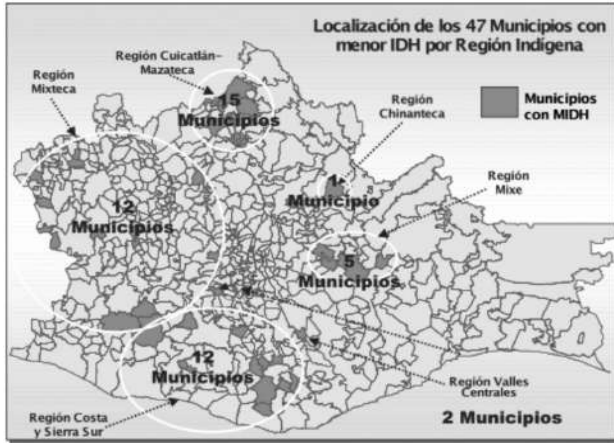 Localización de los 47 Municipios con
menor IDH por Región Indígena
Región Cuicatlán-
Mazateca
Región
Mixteca
15
Municipios
Región
Chinanteca
Municipios
con MIDH
1
Municipio
Región
Mixe
12
Municipios
5
Municipios
12
Municipios
Región Valles
Centrales
Región Costa
y Sierra Sur
2 Municipios